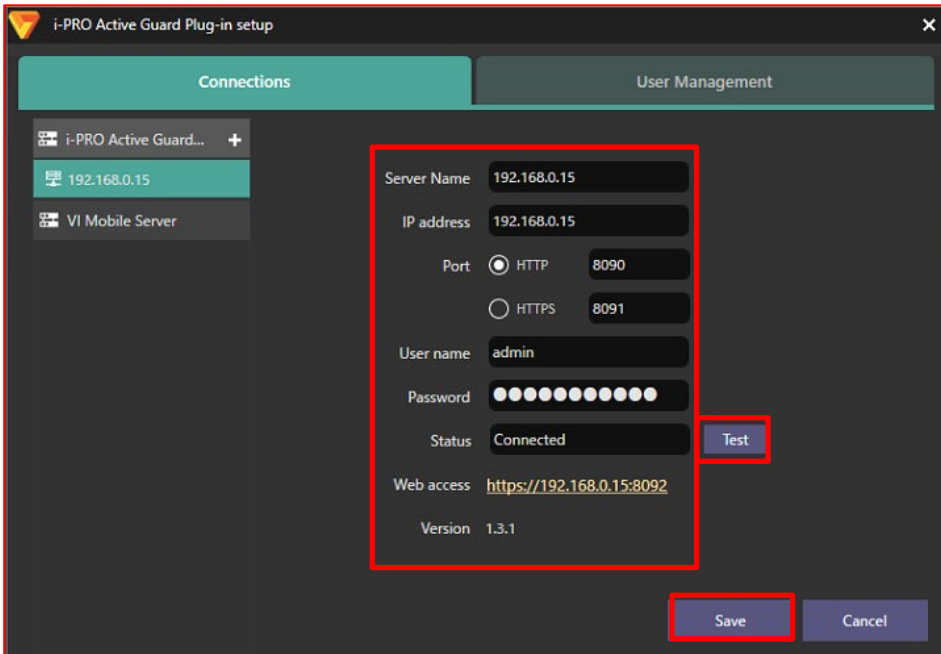 i-PRO Active Guard Plug-in setup
Connections
User Management
i-PRO Active Guard... +
192.168.0.15
VI Mobile Server
Server Name 192.168.0.15
IP address 192.168.0.15
Port HTTP 8090
HTTPS 8091
User name admin
Password ●●●●●●●●●●●
Status Connected Test
Web access https://192.168.0.15:8092
Version 1.3.1
Save Cancel